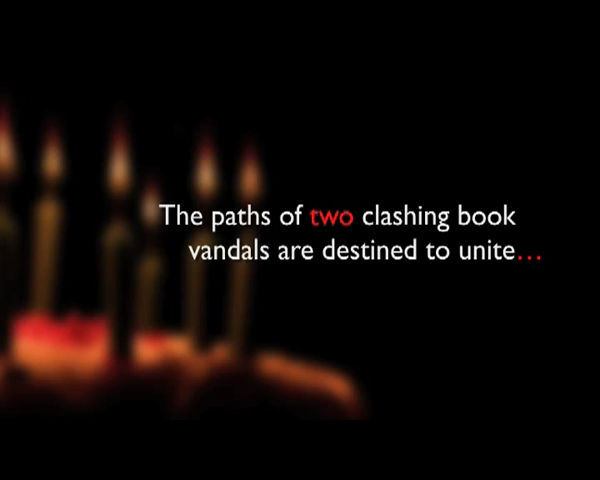 The paths of two clashing book
vandals are destined to unite…